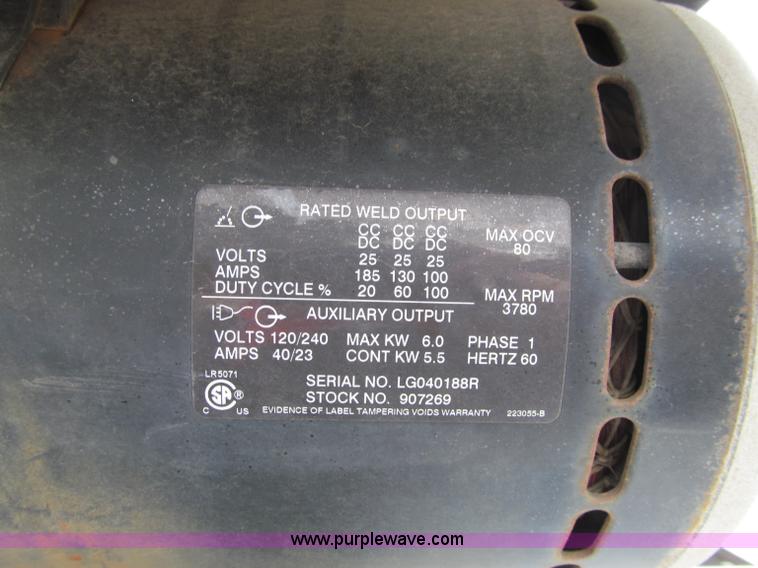 RATED WELD OUTPUT
CC CC CC
DC DC DC
MAX OCV
80
VOLTS 25 25 25
AMPS 185 130 100
DUTY CYCLE % 20 60 100
MAX RPM
3780
AUXILIARY OUTPUT
VOLTS 120/240 MAX KW 6.0 PHASE 1
AMPS 40/23 CONT KW 5.5 HERTZ 60
LR5071
SA ®
C US
SERIAL NO. LG040188R
STOCK NO. 907269
EVIDENCE OF LABEL TAMPERING VOIDS WARRANTY 223055-B
www.purplewave.com